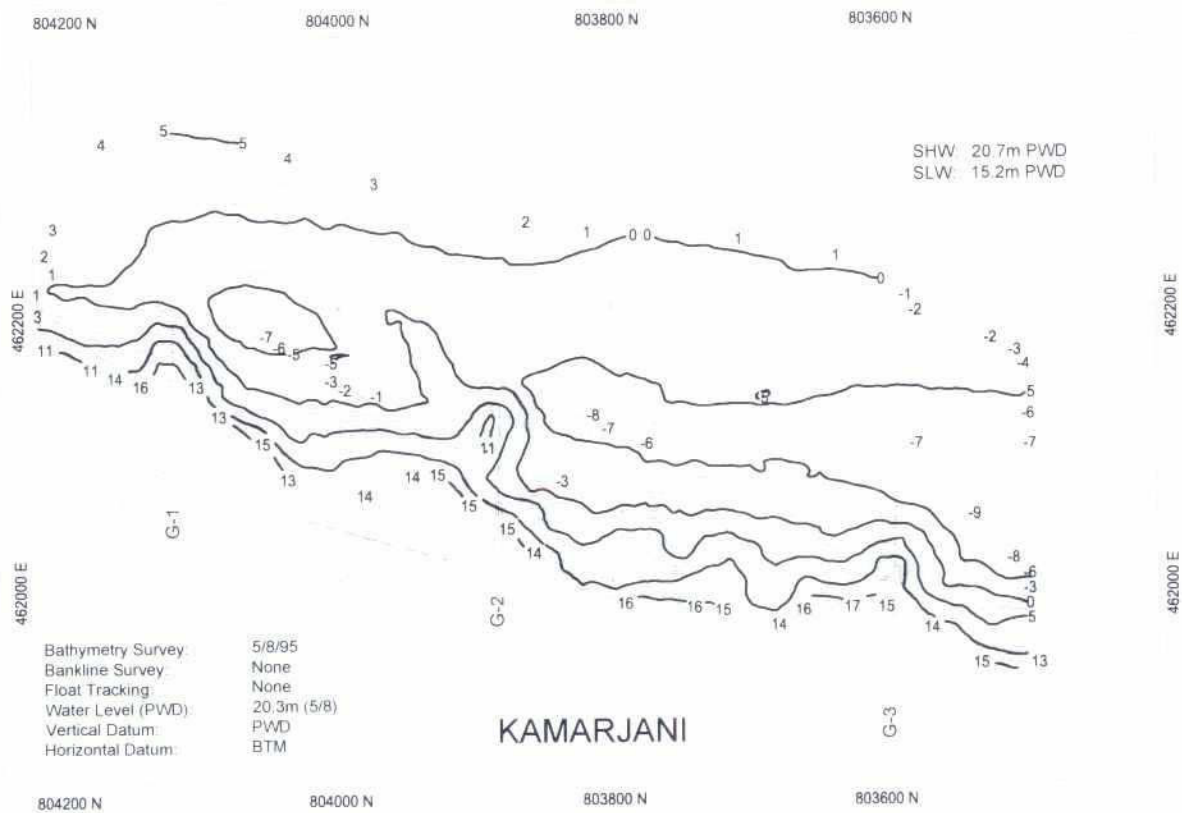 804200 N 804000 N 803800 N 803600 N
5 5
4 4
SHW: 20.7m PWD
SLW: 15.2m PWD
3
3 2 1 0 0 1 1
2
1 0
1 -1
-2
462200 E 462200 E
3 -7 -6 -5 -5 -2 -3 -4
11 11 14 16 13 -3 -2 -1 -5
13 -8 -7 -6 -6
15 11 -7 -7
13 14 14 15 -3
15 -9
G-1 15
14 -8
-6
-3
462000 E 462000 E
G-2 16 16 15 16 17 15 0
14 14 5
15 13
Bathymetry Survey: 5/8/95
Bankline Survey: None
Float Tracking: None
Water Level (PWD): 20.3m (5/8)
Vertical Datum: PWD
Horizontal Datum: BTM
KAMARJANI
G-3
804200 N 804000 N 803800 N 803600 N